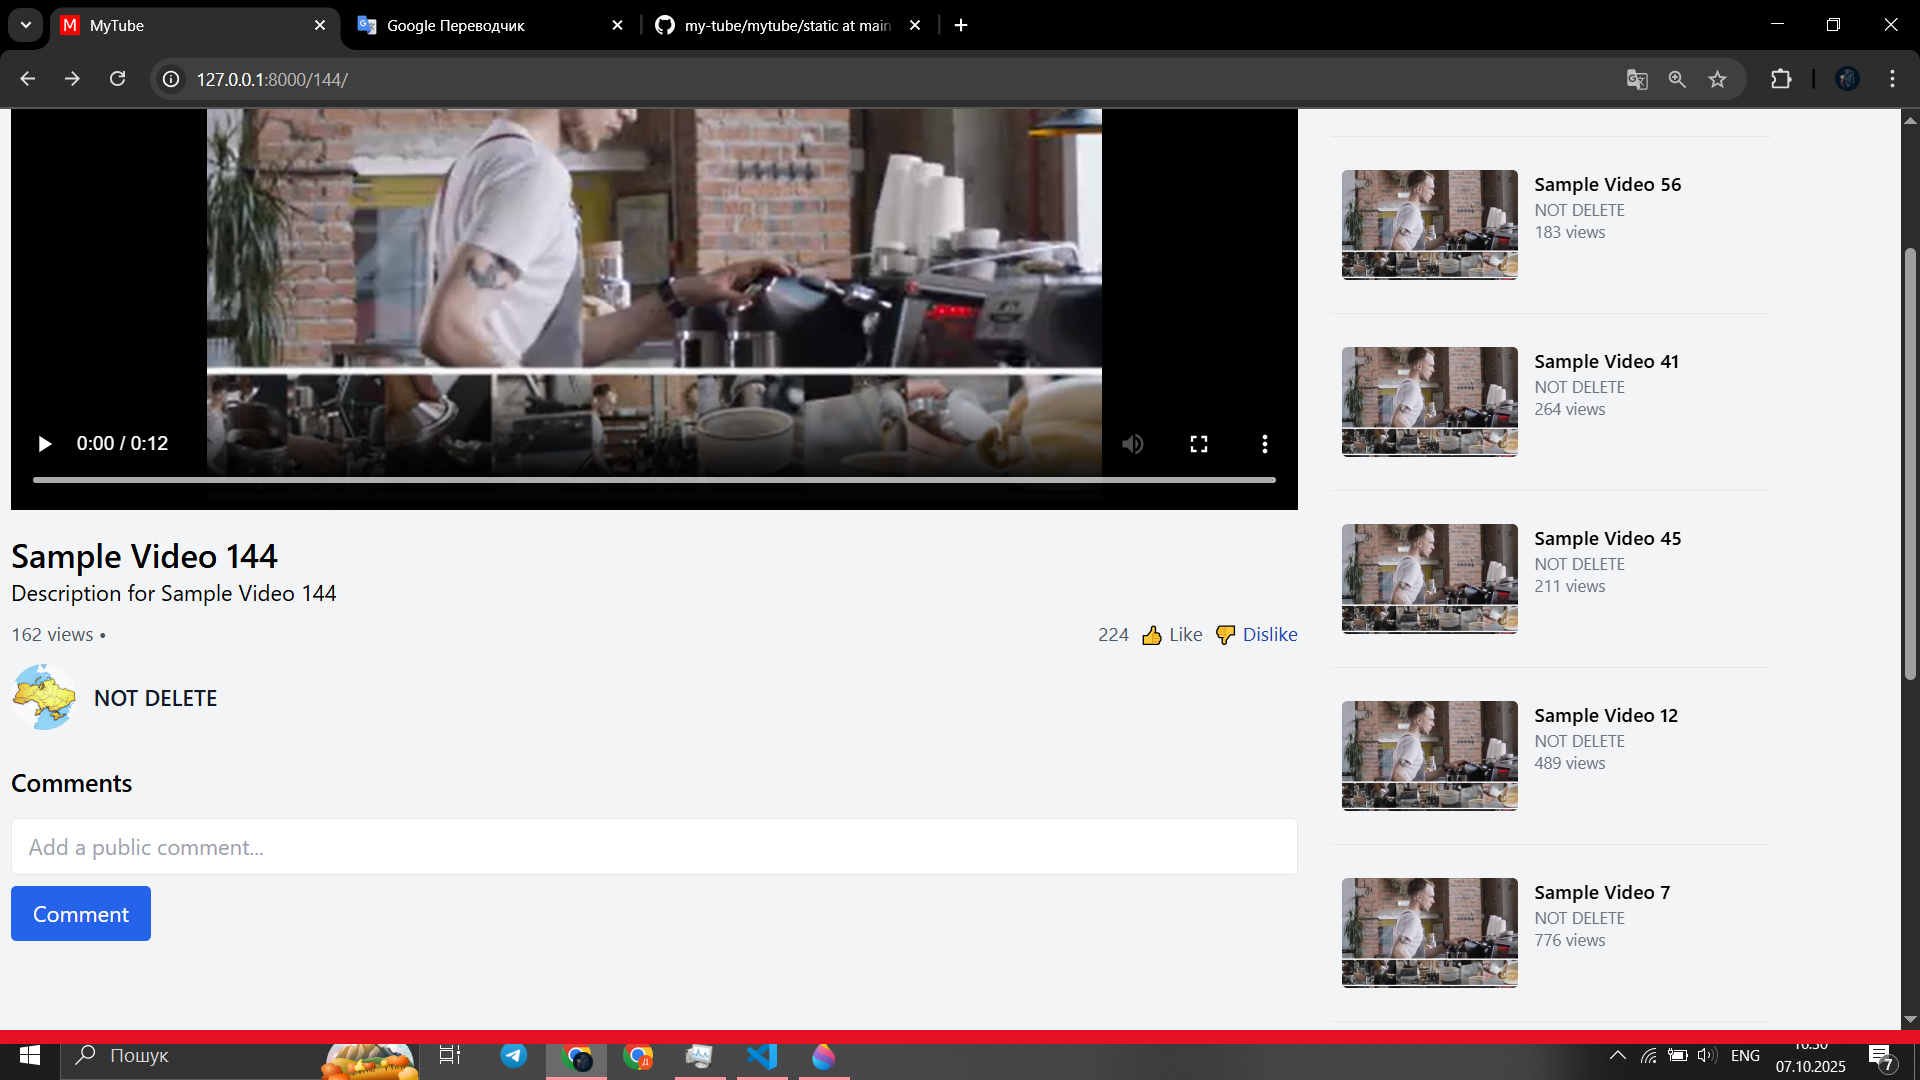 MyTube
Google Переводчик
my-tube/mytube/static at main
127.0.0.1:8000/144/
0:00 / 0:12
Sample Video 144
Description for Sample Video 144
162 views •
224 👍 Like 👎 Dislike
NOT DELETE
Comments
Add a public comment...
Comment
Sample Video 56
NOT DELETE
183 views
Sample Video 41
NOT DELETE
264 views
Sample Video 45
NOT DELETE
211 views
Sample Video 12
NOT DELETE
489 views
Sample Video 7
NOT DELETE
776 views
Пошук
ENG
07.10.2025
7